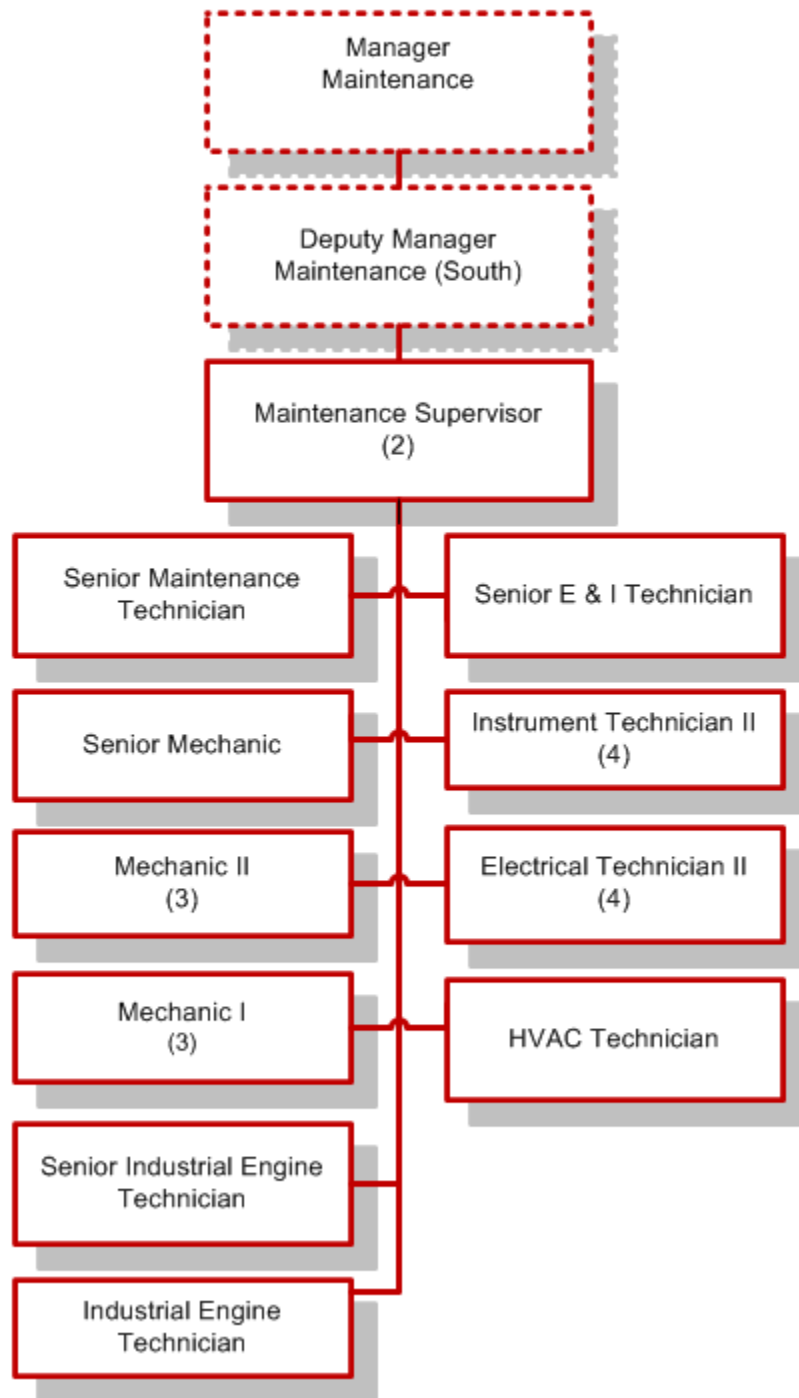 Manager
Maintenance
Deputy Manager
Maintenance (South)
Maintenance Supervisor
(2)
Senior Maintenance
Technician
Senior E & I Technician
Senior Mechanic
Instrument Technician II
(4)
Mechanic II
(3)
Electrical Technician II
(4)
Mechanic I
(3)
HVAC Technician
Senior Industrial Engine
Technician
Industrial Engine
Technician